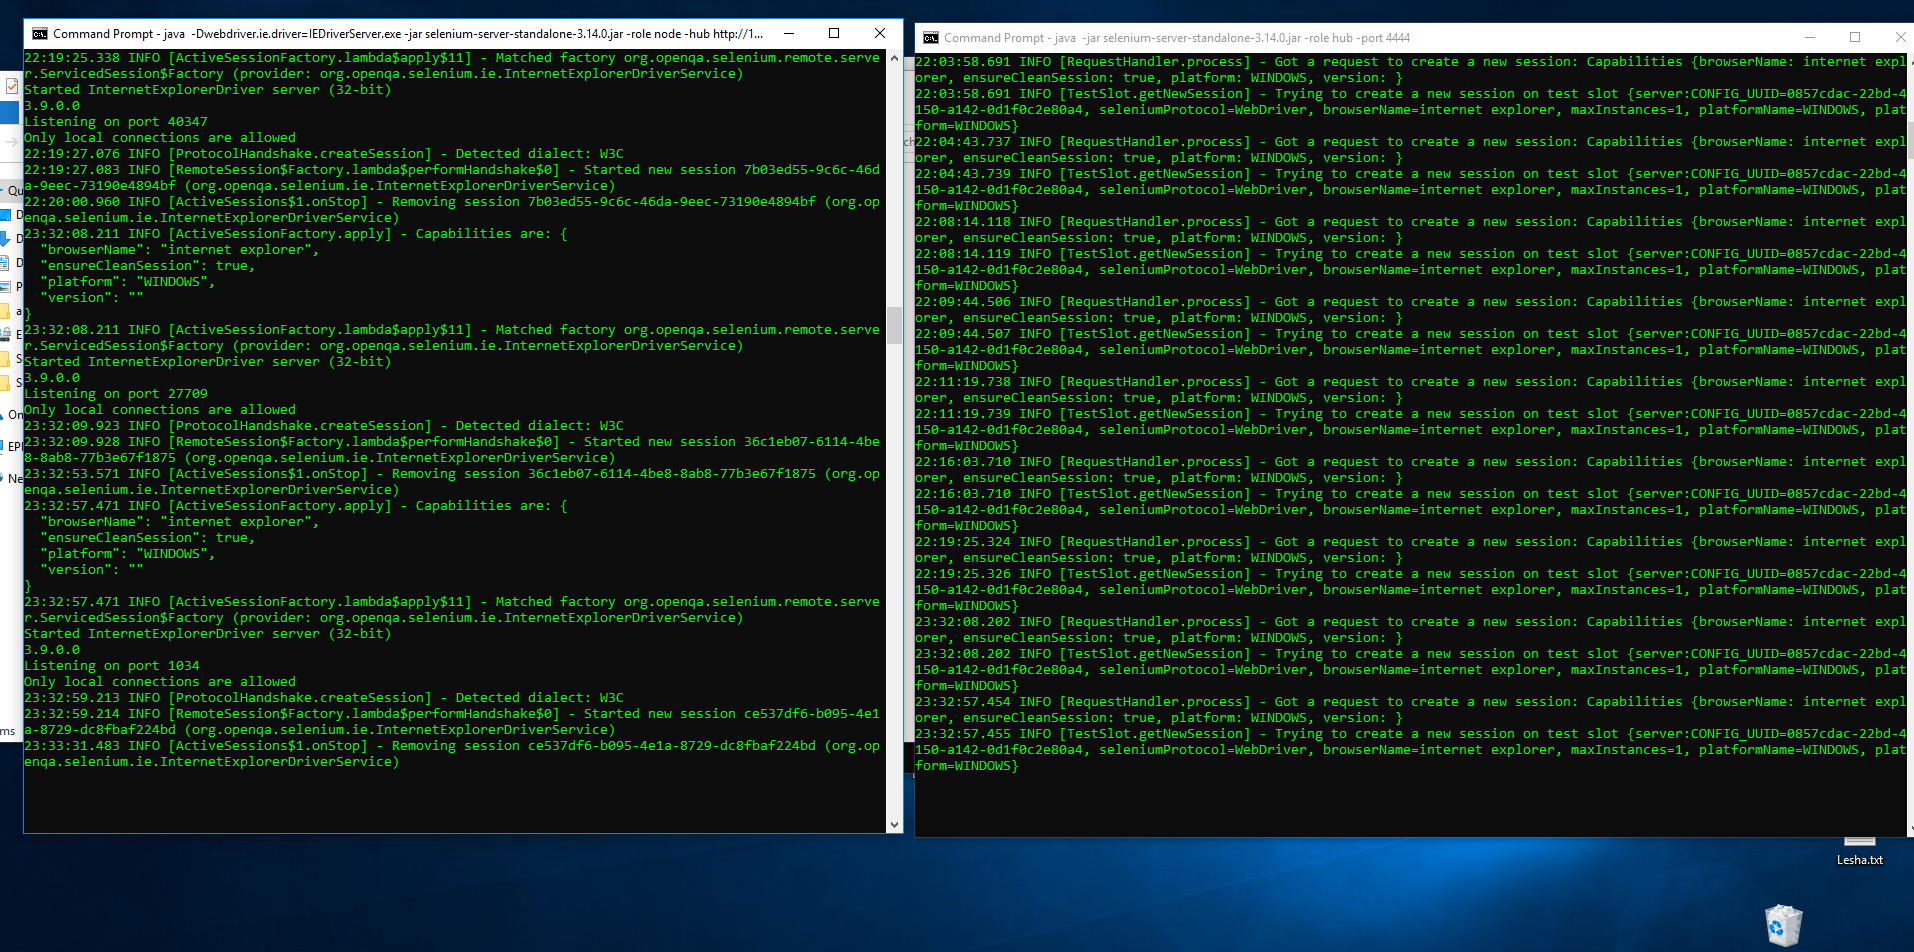 Command Prompt - java  -Dwebdriver.ie.driver=IEDriverServer.exe -jar selenium-server-standalone-3.14.0.jar -role node -hub http://1...
22:19:25.338 INFO [ActiveSessionFactory.lambda$apply$11] - Matched factory org.openqa.selenium.remote.serve
r.ServicedSession$Factory (provider: org.openqa.selenium.ie.InternetExplorerDriverService)
Started InternetExplorerDriver server (32-bit)
3.9.0.0
Listening on port 40347
Only local connections are allowed
22:19:27.076 INFO [ProtocolHandshake.createSession] - Detected dialect: W3C
22:19:27.083 INFO [RemoteSession$Factory.lambda$performHandshake$0] - Started new session 7b03ed55-9c6c-46d
a-9eec-73190e4894bf (org.openqa.selenium.ie.InternetExplorerDriverService)
22:20:00.960 INFO [ActiveSessions$1.onStop] - Removing session 7b03ed55-9c6c-46da-9eec-73190e4894bf (org.op
enqa.selenium.ie.InternetExplorerDriverService)
23:32:08.211 INFO [ActiveSessionFactory.apply] - Capabilities are: {
  "browserName": "internet explorer",
  "ensureCleanSession": true,
  "platform": "WINDOWS",
  "version": ""
}
23:32:08.211 INFO [ActiveSessionFactory.lambda$apply$11] - Matched factory org.openqa.selenium.remote.serve
r.ServicedSession$Factory (provider: org.openqa.selenium.ie.InternetExplorerDriverService)
Started InternetExplorerDriver server (32-bit)
3.9.0.0
Listening on port 27709
Only local connections are allowed
23:32:09.923 INFO [ProtocolHandshake.createSession] - Detected dialect: W3C
23:32:09.928 INFO [RemoteSession$Factory.lambda$performHandshake$0] - Started new session 36c1eb07-6114-4be
8-8ab8-77b3e67f1875 (org.openqa.selenium.ie.InternetExplorerDriverService)
23:32:53.571 INFO [ActiveSessions$1.onStop] - Removing session 36c1eb07-6114-4be8-8ab8-77b3e67f1875 (org.op
enqa.selenium.ie.InternetExplorerDriverService)
23:32:57.471 INFO [ActiveSessionFactory.apply] - Capabilities are: {
  "browserName": "internet explorer",
  "ensureCleanSession": true,
  "platform": "WINDOWS",
  "version": ""
}
23:32:57.471 INFO [ActiveSessionFactory.lambda$apply$11] - Matched factory org.openqa.selenium.remote.serve
r.ServicedSession$Factory (provider: org.openqa.selenium.ie.InternetExplorerDriverService)
Started InternetExplorerDriver server (32-bit)
3.9.0.0
Listening on port 1034
Only local connections are allowed
23:32:59.213 INFO [ProtocolHandshake.createSession] - Detected dialect: W3C
23:32:59.214 INFO [RemoteSession$Factory.lambda$performHandshake$0] - Started new session ce537df6-b095-4e1
a-8729-dc8fbaf224bd (org.openqa.selenium.ie.InternetExplorerDriverService)
23:33:31.483 INFO [ActiveSessions$1.onStop] - Removing session ce537df6-b095-4e1a-8729-dc8fbaf224bd (org.op
enqa.selenium.ie.InternetExplorerDriverService)
Command Prompt - java  -jar selenium-server-standalone-3.14.0.jar -role hub -port 4444
22:03:58.691 INFO [RequestHandler.process] - Got a request to create a new session: Capabilities {browserName: internet expl
orer, ensureCleanSession: true, platform: WINDOWS, version: }
22:03:58.691 INFO [TestSlot.getNewSession] - Trying to create a new session on test slot {server:CONFIG_UUID=0857cdac-22bd-4
150-a142-0d1f0c2e80a4, seleniumProtocol=WebDriver, browserName=internet explorer, maxInstances=1, platformName=WINDOWS, plat
form=WINDOWS}
22:04:43.737 INFO [RequestHandler.process] - Got a request to create a new session: Capabilities {browserName: internet expl
orer, ensureCleanSession: true, platform: WINDOWS, version: }
22:04:43.739 INFO [TestSlot.getNewSession] - Trying to create a new session on test slot {server:CONFIG_UUID=0857cdac-22bd-4
150-a142-0d1f0c2e80a4, seleniumProtocol=WebDriver, browserName=internet explorer, maxInstances=1, platformName=WINDOWS, plat
form=WINDOWS}
22:08:14.118 INFO [RequestHandler.process] - Got a request to create a new session: Capabilities {browserName: internet expl
orer, ensureCleanSession: true, platform: WINDOWS, version: }
22:08:14.119 INFO [TestSlot.getNewSession] - Trying to create a new session on test slot {server:CONFIG_UUID=0857cdac-22bd-4
150-a142-0d1f0c2e80a4, seleniumProtocol=WebDriver, browserName=internet explorer, maxInstances=1, platformName=WINDOWS, plat
form=WINDOWS}
22:09:44.506 INFO [RequestHandler.process] - Got a request to create a new session: Capabilities {browserName: internet expl
orer, ensureCleanSession: true, platform: WINDOWS, version: }
22:09:44.507 INFO [TestSlot.getNewSession] - Trying to create a new session on test slot {server:CONFIG_UUID=0857cdac-22bd-4
150-a142-0d1f0c2e80a4, seleniumProtocol=WebDriver, browserName=internet explorer, maxInstances=1, platformName=WINDOWS, plat
form=WINDOWS}
22:11:19.738 INFO [RequestHandler.process] - Got a request to create a new session: Capabilities {browserName: internet expl
orer, ensureCleanSession: true, platform: WINDOWS, version: }
22:11:19.739 INFO [TestSlot.getNewSession] - Trying to create a new session on test slot {server:CONFIG_UUID=0857cdac-22bd-4
150-a142-0d1f0c2e80a4, seleniumProtocol=WebDriver, browserName=internet explorer, maxInstances=1, platformName=WINDOWS, plat
form=WINDOWS}
22:16:03.710 INFO [RequestHandler.process] - Got a request to create a new session: Capabilities {browserName: internet expl
orer, ensureCleanSession: true, platform: WINDOWS, version: }
22:16:03.710 INFO [TestSlot.getNewSession] - Trying to create a new session on test slot {server:CONFIG_UUID=0857cdac-22bd-4
150-a142-0d1f0c2e80a4, seleniumProtocol=WebDriver, browserName=internet explorer, maxInstances=1, platformName=WINDOWS, plat
form=WINDOWS}
22:19:25.324 INFO [RequestHandler.process] - Got a request to create a new session: Capabilities {browserName: internet expl
orer, ensureCleanSession: true, platform: WINDOWS, version: }
22:19:25.326 INFO [TestSlot.getNewSession] - Trying to create a new session on test slot {server:CONFIG_UUID=0857cdac-22bd-4
150-a142-0d1f0c2e80a4, seleniumProtocol=WebDriver, browserName=internet explorer, maxInstances=1, platformName=WINDOWS, plat
form=WINDOWS}
23:32:08.202 INFO [RequestHandler.process] - Got a request to create a new session: Capabilities {browserName: internet expl
orer, ensureCleanSession: true, platform: WINDOWS, version: }
23:32:08.202 INFO [TestSlot.getNewSession] - Trying to create a new session on test slot {server:CONFIG_UUID=0857cdac-22bd-4
150-a142-0d1f0c2e80a4, seleniumProtocol=WebDriver, browserName=internet explorer, maxInstances=1, platformName=WINDOWS, plat
form=WINDOWS}
23:32:57.454 INFO [RequestHandler.process] - Got a request to create a new session: Capabilities {browserName: internet expl
orer, ensureCleanSession: true, platform: WINDOWS, version: }
23:32:57.455 INFO [TestSlot.getNewSession] - Trying to create a new session on test slot {server:CONFIG_UUID=0857cdac-22bd-4
150-a142-0d1f0c2e80a4, seleniumProtocol=WebDriver, browserName=internet explorer, maxInstances=1, platformName=WINDOWS, plat
form=WINDOWS}
Lesha.txt